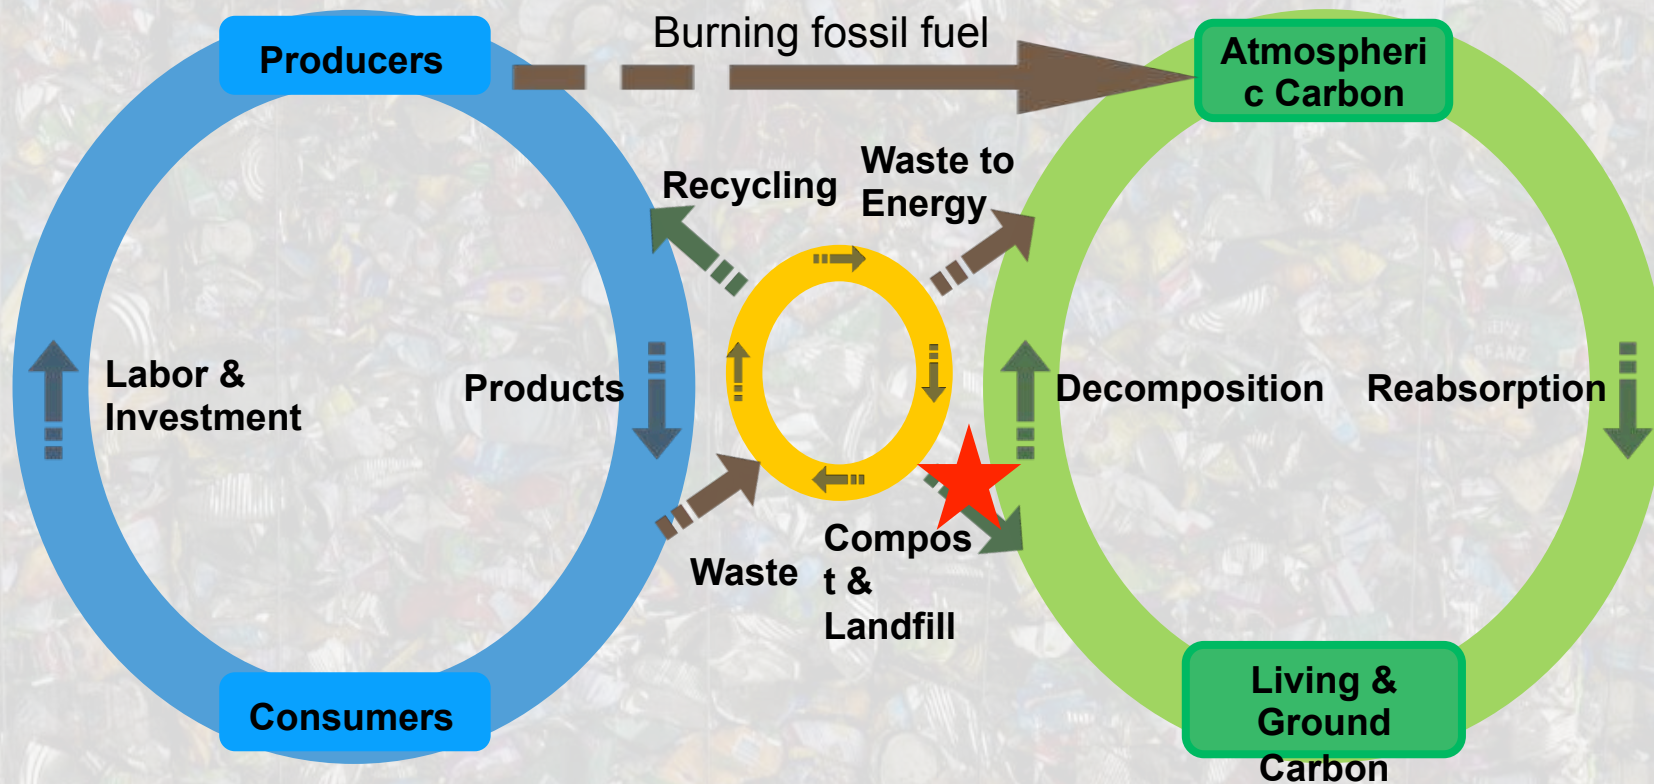 Burning fossil fuel
Producers
Atmospheri
c Carbon
Recycling
Waste to
Energy
Labor &
Investment
Products
Decomposition
Reabsorption
Waste
Compos
t &
Landfill
Consumers
Living &
Ground
Carbon